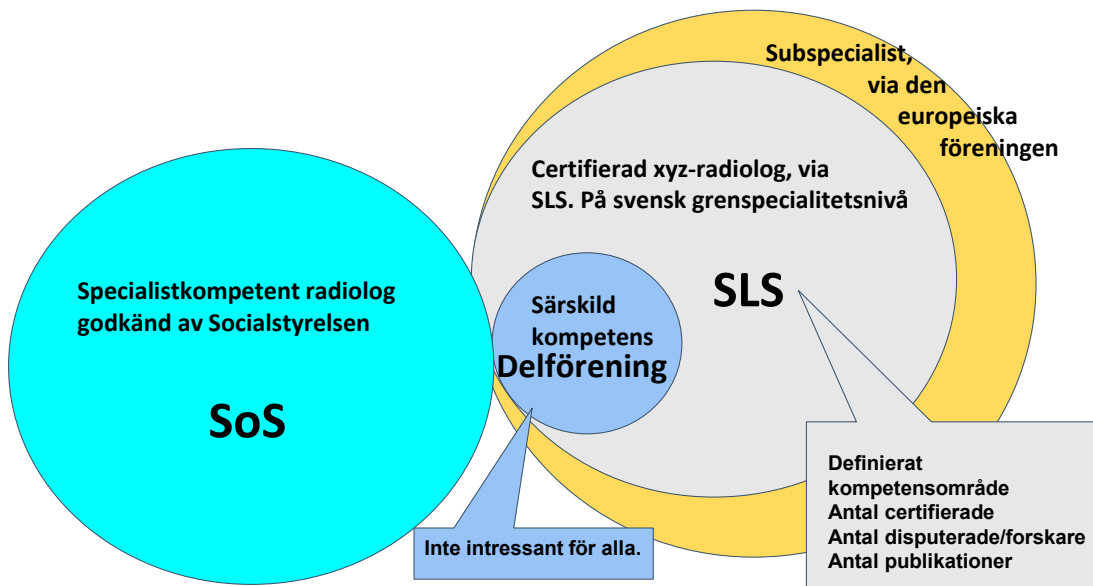 Subspecialist,
via den
europeiska
föreningen
Certifierad xyz-radiolog, via
SLS. På svensk grenspecialitetsnivå
SLS
Specialistkompetent radiolog
godkänd av Socialstyrelsen
SoS
Särskild
kompetens
Delförening
Inte intressant för alla.
Definierat
kompetensområde
Antal certifierade
Antal disputerade/forskare
Antal publikationer